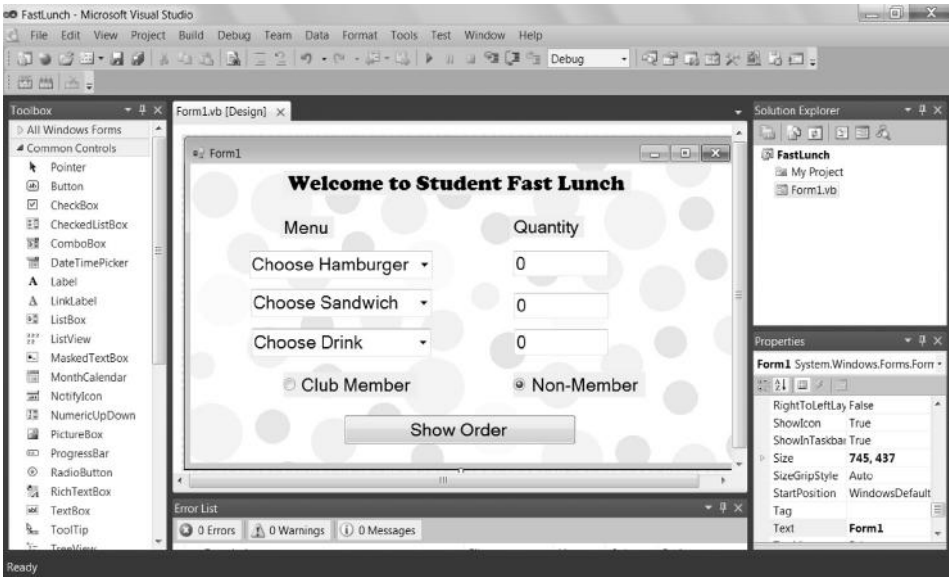 FastLunch - Microsoft Visual Studio
File Edit View Project Build Debug Team Data Format Tools Test Window Help
Debug
Toolbox
All Windows Forms
Common Controls
Pointer
Button
CheckBox
CheckedListBox
ComboBox
DateTimePicker
Label
LinkLabel
ListBox
ListView
MaskedTextBox
MonthCalendar
NotifyIcon
NumericUpDown
PictureBox
ProgressBar
RadioButton
RichTextBox
TextBox
ToolTip
TreeView
Form1.vb [Design]
Form1
Welcome to Student Fast Lunch
Menu Quantity
Choose Hamburger 0
Choose Sandwich 0
Choose Drink 0
Club Member Non-Member
Show Order
Error List
0 Errors 0 Warnings 0 Messages
Solution Explorer
FastLunch
My Project
Form1.vb
Properties
Form1 System.Windows.Forms.Forr
RightToLeftLay False
ShowIcon True
ShowInTaskbar True
Size 745, 437
SizeGripStyle Auto
StartPosition WindowsDefault
Tag
Text Form1
Ready